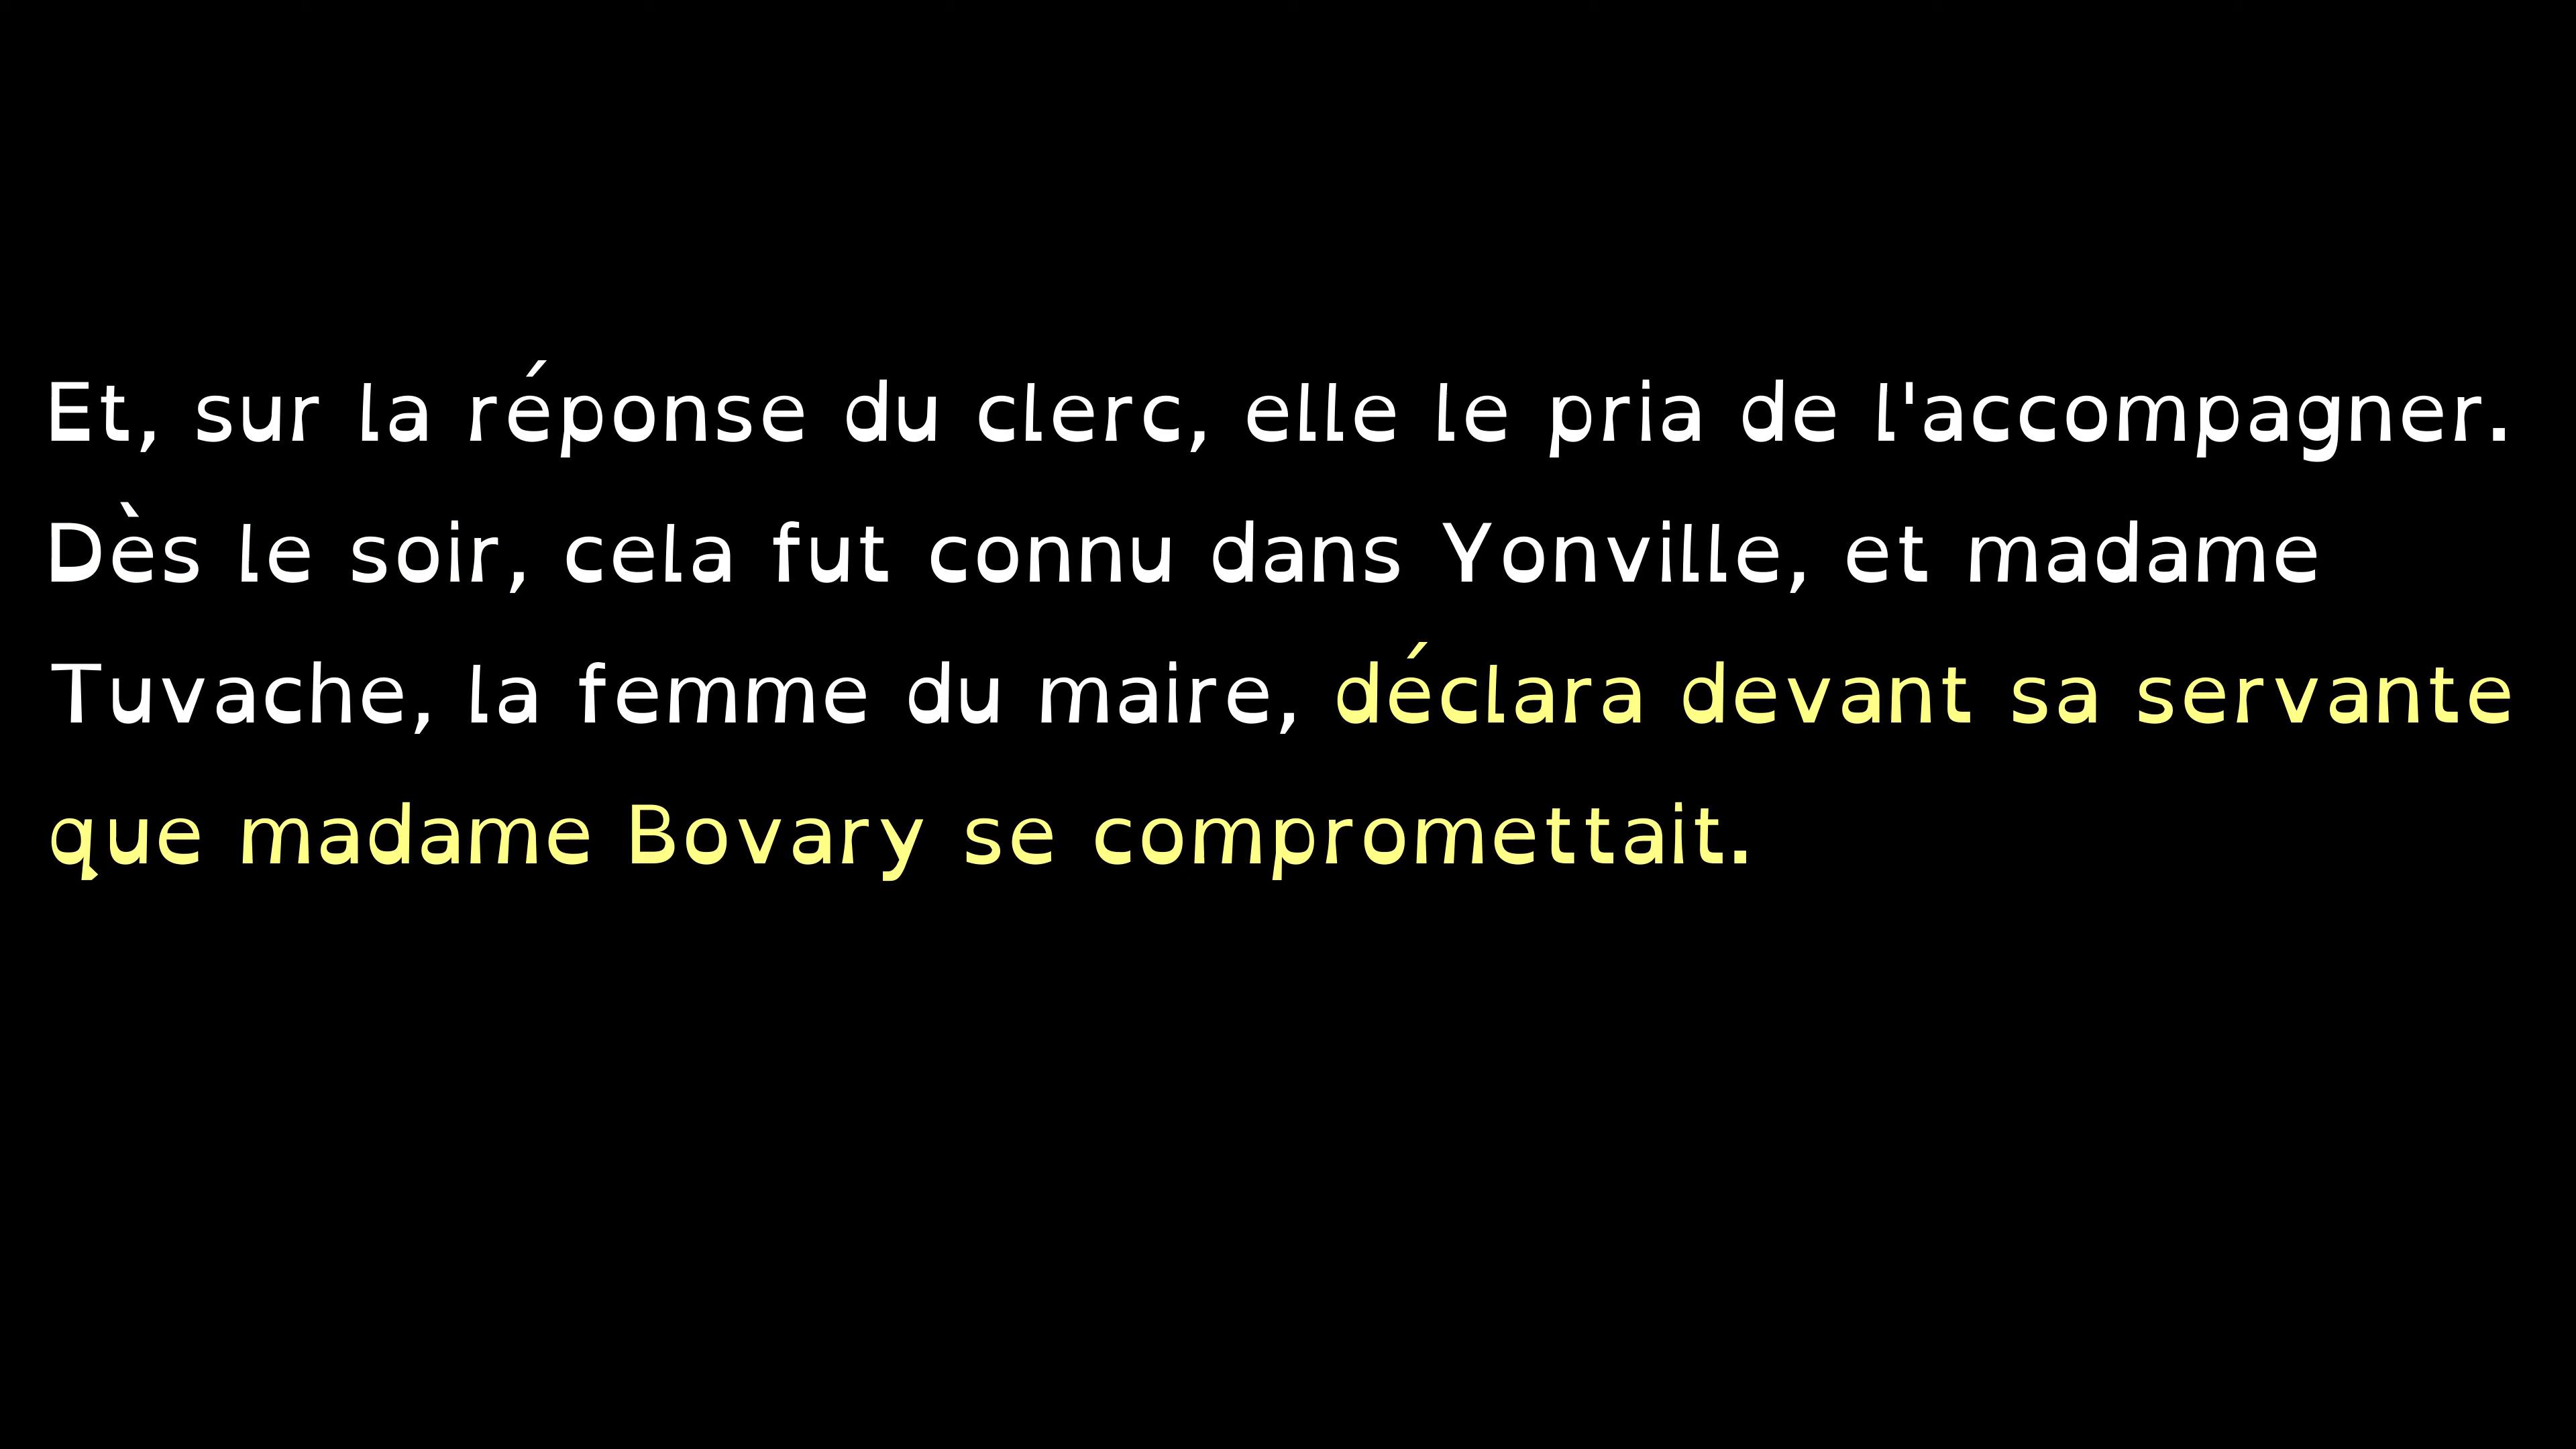 Et, sur la réponse du clerc, elle le pria de l'accompagner.
Dès le soir, cela fut connu dans Yonville, et madame
Tuvache, la femme du maire, déclara devant sa servante
que madame Bovary se compromettait.